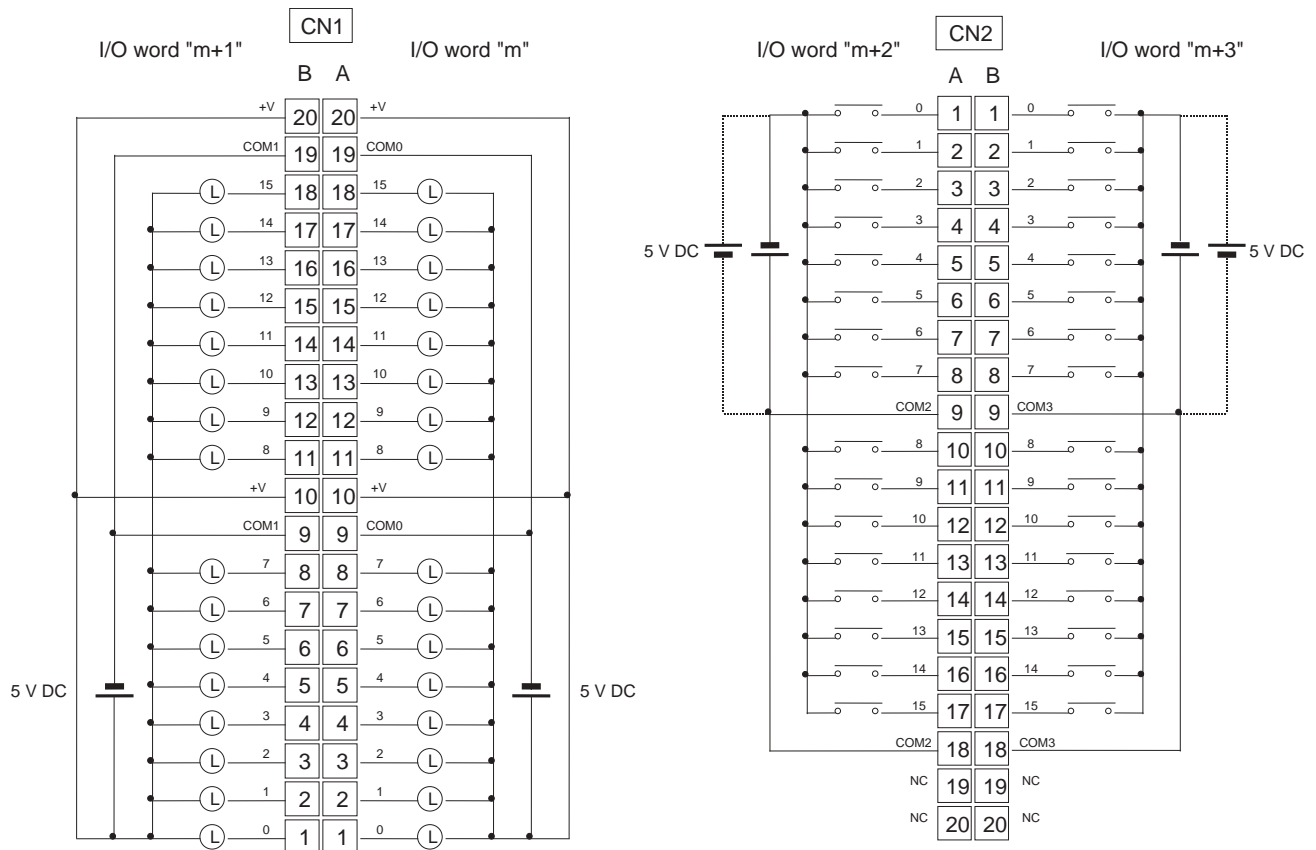 CN1
I/O word "m+1" I/O word "m"
B A
+V 20 20 +V
COM1 19 19 COM0
L 15 18 18 15 L
L 14 17 17 14 L
L 13 16 16 13 L
L 12 15 15 12 L
L 11 14 14 11 L
L 10 13 13 10 L
L 9 12 12 9 L
L 8 11 11 8 L
+V 10 10 +V
COM1 9 9 COM0
L 7 8 8 7 L
L 6 7 7 6 L
L 5 6 6 5 L
5 V DC L 4 5 5 4 L 5 V DC
L 3 4 4 3 L
L 2 3 3 2 L
L 1 2 2 1 L
L 0 1 1 0 L
CN2
I/O word "m+2" I/O word "m+3"
A B
0 1 1 0
1 2 2 1
2 3 3 2
3 4 4 3
5 V DC 4 5 5 4 5 V DC
5 6 6 5
6 7 7 6
7 8 8 7
COM2 9 9 COM3
8 10 10 8
9 11 11 9
10 12 12 10
11 13 13 11
12 14 14 12
13 15 15 13
14 16 16 14
15 17 17 15
COM2 18 18 COM3
NC 19 19 NC
NC 20 20 NC